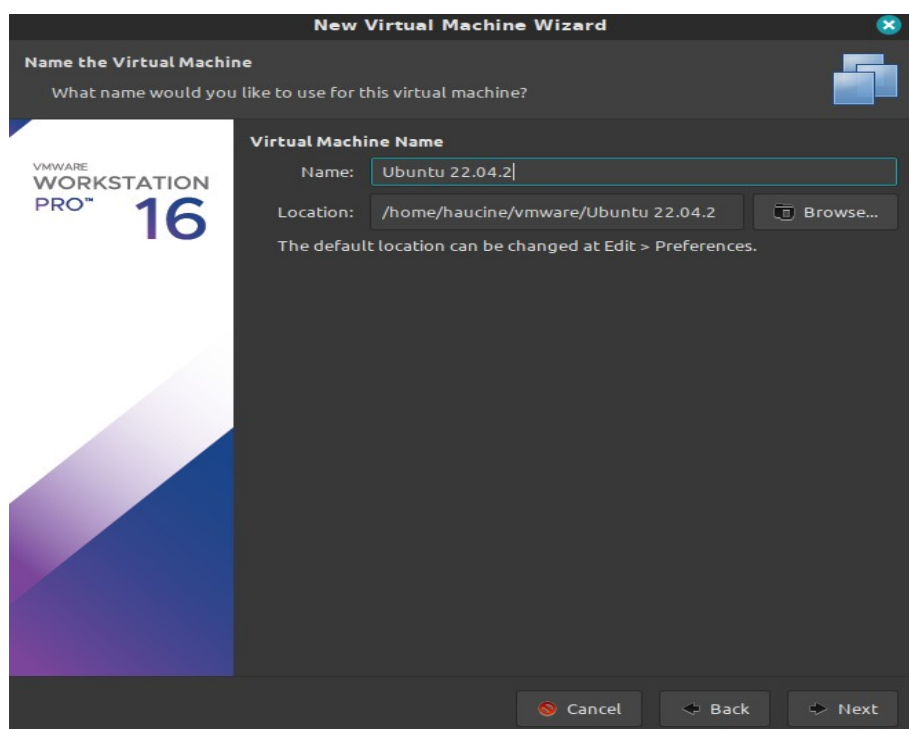 New Virtual Machine Wizard
Name the Virtual Machine
What name would you like to use for this virtual machine?
VMWARE
WORKSTATION
PRO™ 16
Virtual Machine Name
Name: Ubuntu 22.04.2
Location: /home/haucine/vmware/Ubuntu 22.04.2 Browse...
The default location can be changed at Edit > Preferences.
Cancel Back Next